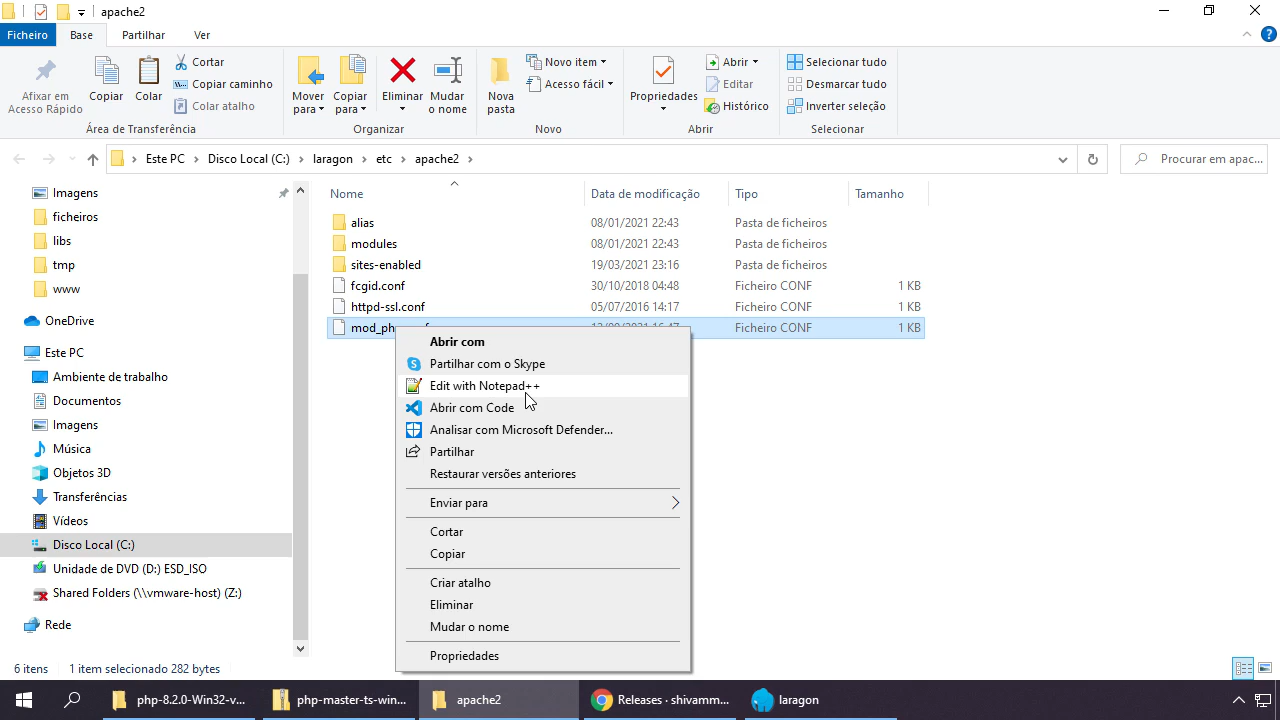 apache2
Ficheiro Base Partilhar Ver
Afixar em Acesso Rápido
Copiar
Colar
Cortar
Copiar caminho
Colar atalho
Área de Transferência
Mover para
Copiar para
Eliminar
Mudar o nome
Organizar
Nova pasta
Novo item
Acesso fácil
Novo
Propriedades
Abrir
Editar
Histórico
Abrir
Selecionar tudo
Desmarcar tudo
Inverter seleção
Selecionar
Este PC > Disco Local (C:) > laragon > etc > apache2 >
Procurar em apac...
Imagens
ficheiros
libs
tmp
www
OneDrive
Este PC
Ambiente de trabalho
Documentos
Imagens
Música
Objetos 3D
Transferências
Vídeos
Disco Local (C:)
Unidade de DVD (D:) ESD_ISO
Shared Folders (\\vmware-host) (Z:)
Rede
Nome Data de modificação Tipo Tamanho
alias 08/01/2021 22:43 Pasta de ficheiros
modules 08/01/2021 22:43 Pasta de ficheiros
sites-enabled 19/03/2021 23:16 Pasta de ficheiros
fcgid.conf 30/10/2018 04:48 Ficheiro CONF 1 KB
httpd-ssl.conf 05/07/2016 14:17 Ficheiro CONF 1 KB
Ficheiro CONF 1 KB
Abrir com
Partilhar com o Skype
Edit with Notepad++
Abrir com Code
Analisar com Microsoft Defender...
Partilhar
Restaurar versões anteriores
Enviar para
Cortar
Copiar
Criar atalho
Eliminar
Mudar o nome
Propriedades
6 itens 1 item selecionado 282 bytes
php-8.2.0-Win32-v...
php-master-ts-win...
apache2
Releases · shivamm...
laragon